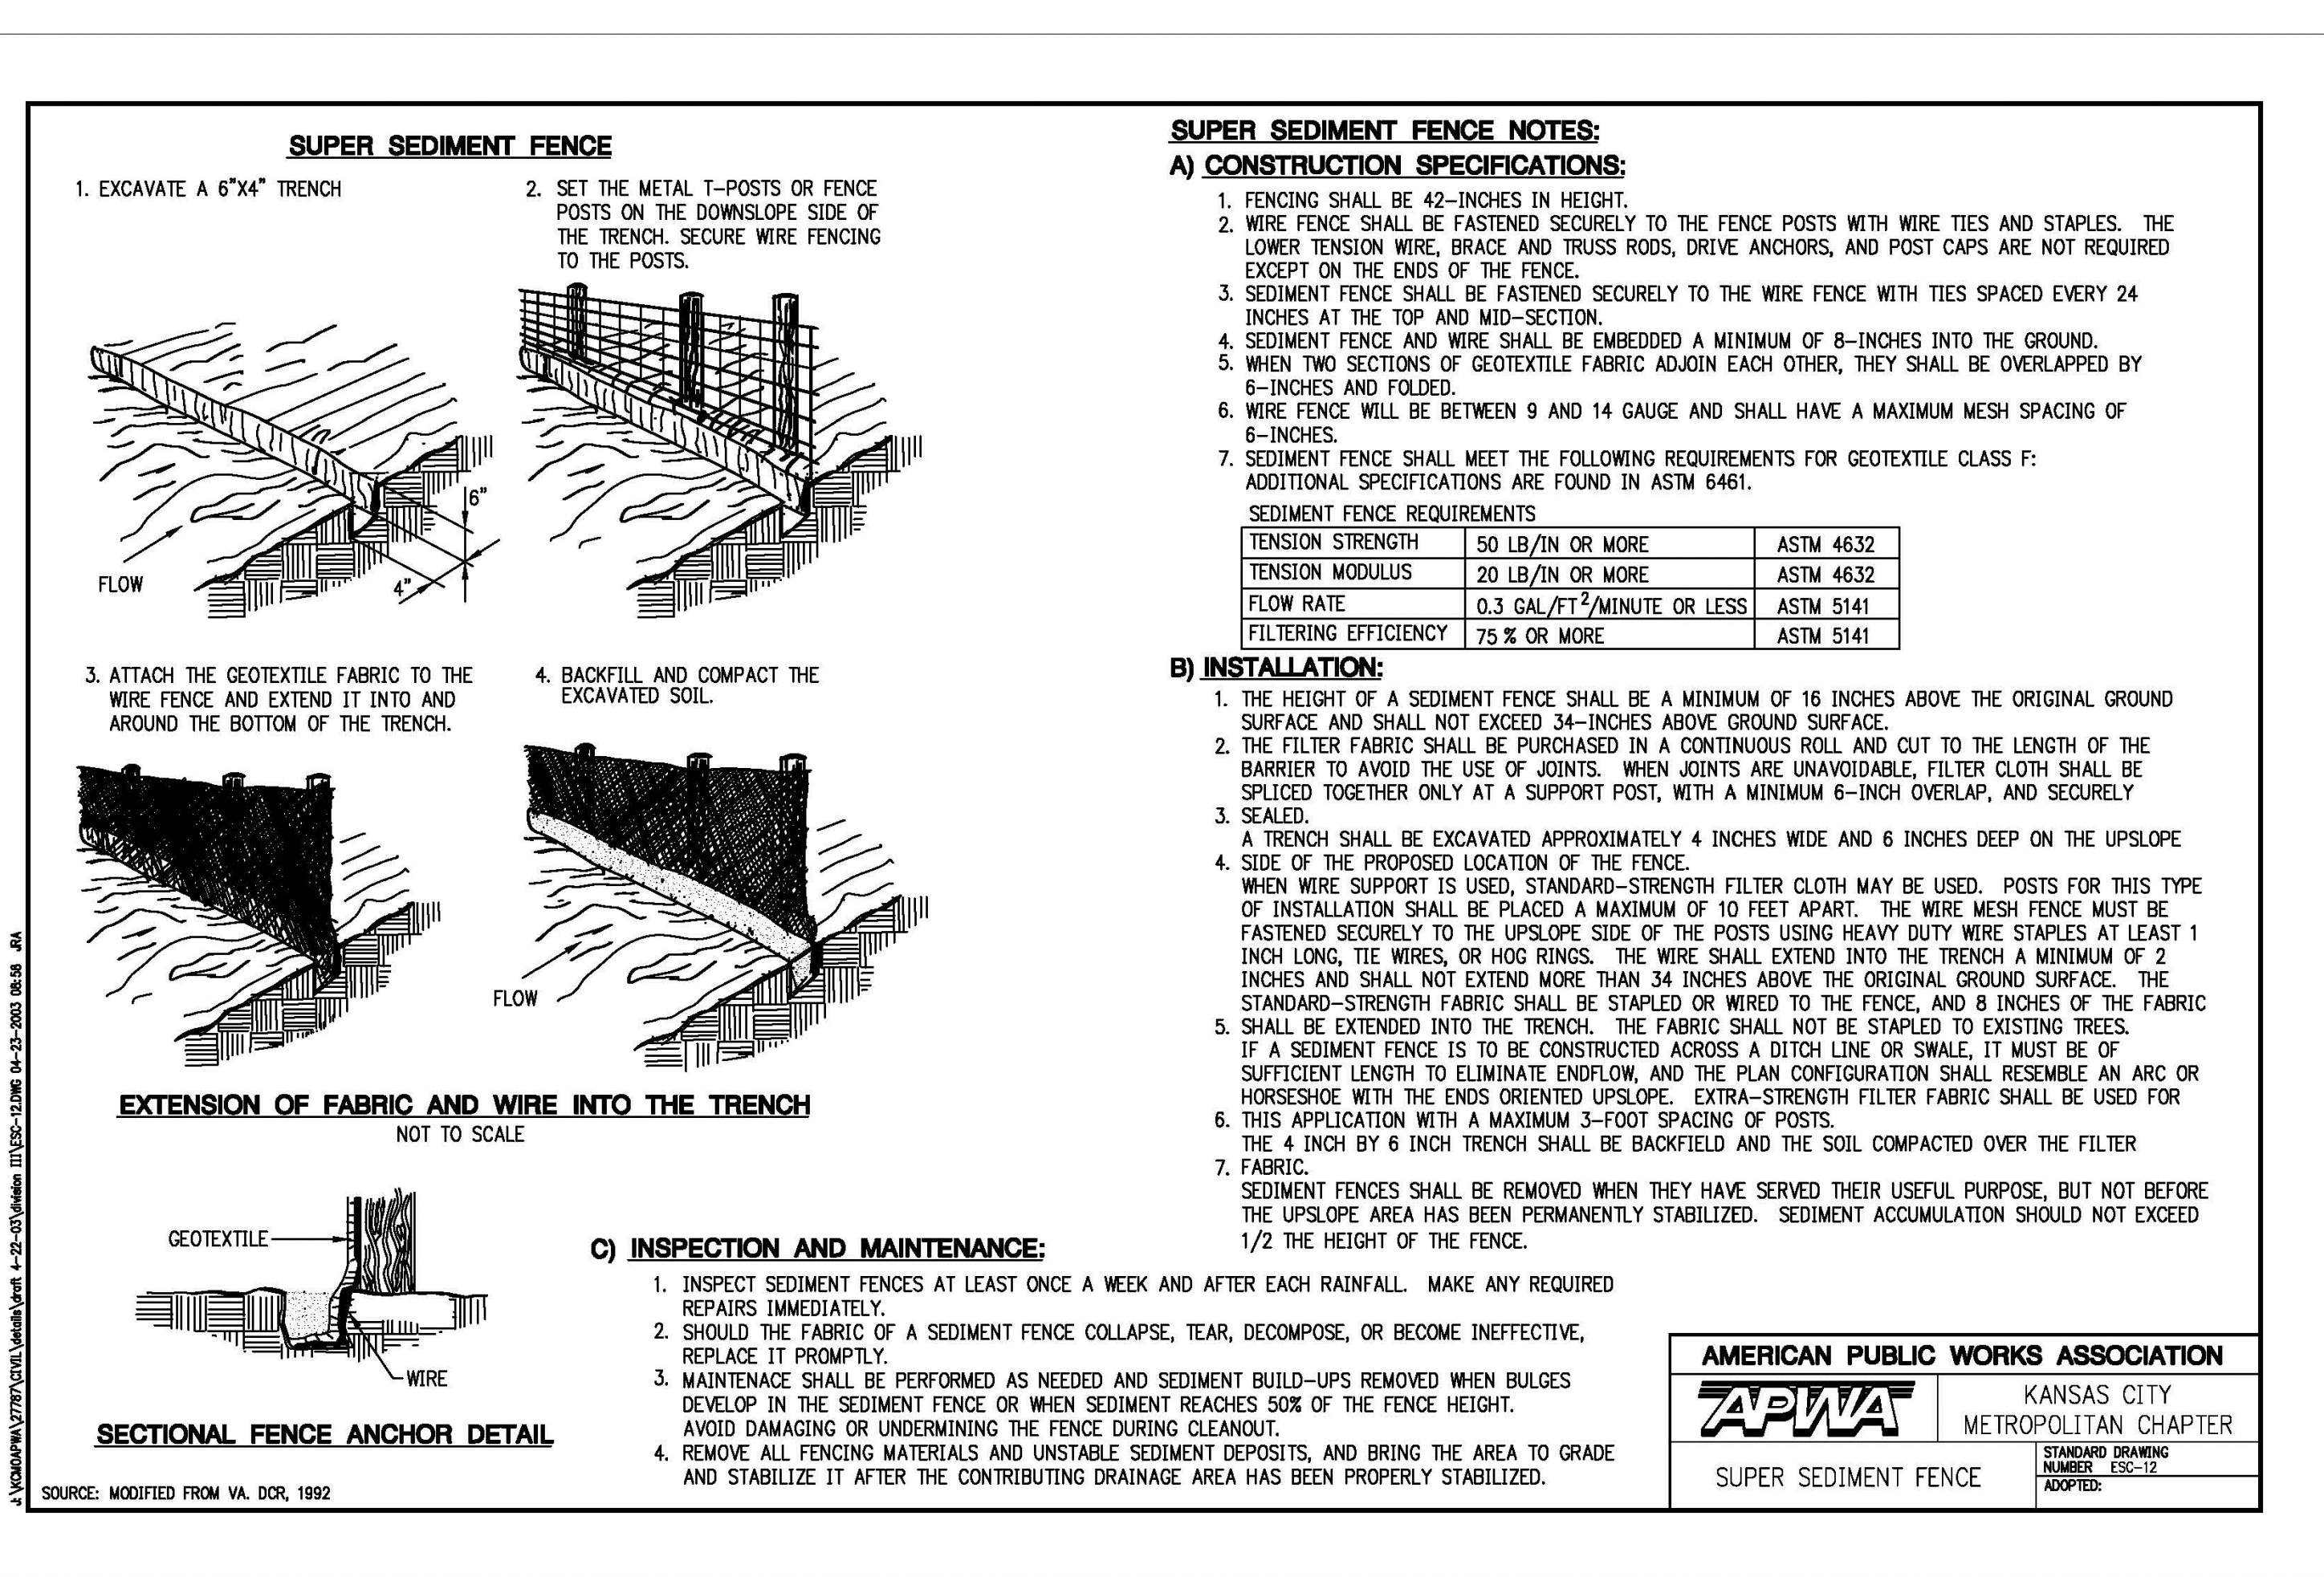 SUPER SEDIMENT FENCE
1. EXCAVATE A 6"X4" TRENCH
6"
4"
FLOW
2. SET THE METAL T-POSTS OR FENCE
POSTS ON THE DOWNSLOPE SIDE OF
THE TRENCH. SECURE WIRE FENCING
TO THE POSTS.
3. ATTACH THE GEOTEXTILE FABRIC TO THE
WIRE FENCE AND EXTEND IT INTO AND
AROUND THE BOTTOM OF THE TRENCH.
4. BACKFILL AND COMPACT THE
EXCAVATED SOIL.
FLOW
EXTENSION OF FABRIC AND WIRE INTO THE TRENCH
NOT TO SCALE
GEOTEXTILE
WIRE
SECTIONAL FENCE ANCHOR DETAIL
SOURCE: MODIFIED FROM VA. DCR, 1992
J:\KCMOAPWA\27787\CIVIL\details\draft 4-22-03\division III\ESC-12.DWG 04-23-2003 08:58 JRA
SUPER SEDIMENT FENCE NOTES:
A) CONSTRUCTION SPECIFICATIONS:
1. FENCING SHALL BE 42-INCHES IN HEIGHT.
2. WIRE FENCE SHALL BE FASTENED SECURELY TO THE FENCE POSTS WITH WIRE TIES AND STAPLES. THE
LOWER TENSION WIRE, BRACE AND TRUSS RODS, DRIVE ANCHORS, AND POST CAPS ARE NOT REQUIRED
EXCEPT ON THE ENDS OF THE FENCE.
3. SEDIMENT FENCE SHALL BE FASTENED SECURELY TO THE WIRE FENCE WITH TIES SPACED EVERY 24
INCHES AT THE TOP AND MID-SECTION.
4. SEDIMENT FENCE AND WIRE SHALL BE EMBEDDED A MINIMUM OF 8-INCHES INTO THE GROUND.
5. WHEN TWO SECTIONS OF GEOTEXTILE FABRIC ADJOIN EACH OTHER, THEY SHALL BE OVERLAPPED BY
6-INCHES AND FOLDED.
6. WIRE FENCE WILL BE BETWEEN 9 AND 14 GAUGE AND SHALL HAVE A MAXIMUM MESH SPACING OF
6-INCHES.
7. SEDIMENT FENCE SHALL MEET THE FOLLOWING REQUIREMENTS FOR GEOTEXTILE CLASS F:
ADDITIONAL SPECIFICATIONS ARE FOUND IN ASTM 6461.
SEDIMENT FENCE REQUIREMENTS
TENSION STRENGTH 50 LB/IN OR MORE ASTM 4632
TENSION MODULUS 20 LB/IN OR MORE ASTM 4632
FLOW RATE 0.3 GAL/FT²/MINUTE OR LESS ASTM 5141
FILTERING EFFICIENCY 75 % OR MORE ASTM 5141
B) INSTALLATION:
1. THE HEIGHT OF A SEDIMENT FENCE SHALL BE A MINIMUM OF 16 INCHES ABOVE THE ORIGINAL GROUND
SURFACE AND SHALL NOT EXCEED 34-INCHES ABOVE GROUND SURFACE.
2. THE FILTER FABRIC SHALL BE PURCHASED IN A CONTINUOUS ROLL AND CUT TO THE LENGTH OF THE
BARRIER TO AVOID THE USE OF JOINTS. WHEN JOINTS ARE UNAVOIDABLE, FILTER CLOTH SHALL BE
SPLICED TOGETHER ONLY AT A SUPPORT POST, WITH A MINIMUM 6-INCH OVERLAP, AND SECURELY
3. SEALED.
A TRENCH SHALL BE EXCAVATED APPROXIMATELY 4 INCHES WIDE AND 6 INCHES DEEP ON THE UPSLOPE
4. SIDE OF THE PROPOSED LOCATION OF THE FENCE.
WHEN WIRE SUPPORT IS USED, STANDARD-STRENGTH FILTER CLOTH MAY BE USED. POSTS FOR THIS TYPE
OF INSTALLATION SHALL BE PLACED A MAXIMUM OF 10 FEET APART. THE WIRE MESH FENCE MUST BE
FASTENED SECURELY TO THE UPSLOPE SIDE OF THE POSTS USING HEAVY DUTY WIRE STAPLES AT LEAST 1
INCH LONG, TIE WIRES, OR HOG RINGS. THE WIRE SHALL EXTEND INTO THE TRENCH A MINIMUM OF 2
INCHES AND SHALL NOT EXTEND MORE THAN 34 INCHES ABOVE THE ORIGINAL GROUND SURFACE. THE
STANDARD-STRENGTH FABRIC SHALL BE STAPLED OR WIRED TO THE FENCE, AND 8 INCHES OF THE FABRIC
5. SHALL BE EXTENDED INTO THE TRENCH. THE FABRIC SHALL NOT BE STAPLED TO EXISTING TREES.
IF A SEDIMENT FENCE IS TO BE CONSTRUCTED ACROSS A DITCH LINE OR SWALE, IT MUST BE OF
SUFFICIENT LENGTH TO ELIMINATE ENDFLOW, AND THE PLAN CONFIGURATION SHALL RESEMBLE AN ARC OR
HORSESHOE WITH THE ENDS ORIENTED UPSLOPE. EXTRA-STRENGTH FILTER FABRIC SHALL BE USED FOR
6. THIS APPLICATION WITH A MAXIMUM 3-FOOT SPACING OF POSTS.
THE 4 INCH BY 6 INCH TRENCH SHALL BE BACKFIELD AND THE SOIL COMPACTED OVER THE FILTER
7. FABRIC.
SEDIMENT FENCES SHALL BE REMOVED WHEN THEY HAVE SERVED THEIR USEFUL PURPOSE, BUT NOT BEFORE
THE UPSLOPE AREA HAS BEEN PERMANENTLY STABILIZED. SEDIMENT ACCUMULATION SHOULD NOT EXCEED
1/2 THE HEIGHT OF THE FENCE.
C) INSPECTION AND MAINTENANCE:
1. INSPECT SEDIMENT FENCES AT LEAST ONCE A WEEK AND AFTER EACH RAINFALL. MAKE ANY REQUIRED
REPAIRS IMMEDIATELY.
2. SHOULD THE FABRIC OF A SEDIMENT FENCE COLLAPSE, TEAR, DECOMPOSE, OR BECOME INEFFECTIVE,
REPLACE IT PROMPTLY.
3. MAINTENACE SHALL BE PERFORMED AS NEEDED AND SEDIMENT BUILD-UPS REMOVED WHEN BULGES
DEVELOP IN THE SEDIMENT FENCE OR WHEN SEDIMENT REACHES 50% OF THE FENCE HEIGHT.
AVOID DAMAGING OR UNDERMINING THE FENCE DURING CLEANOUT.
4. REMOVE ALL FENCING MATERIALS AND UNSTABLE SEDIMENT DEPOSITS, AND BRING THE AREA TO GRADE
AND STABILIZE IT AFTER THE CONTRIBUTING DRAINAGE AREA HAS BEEN PROPERLY STABILIZED.
AMERICAN PUBLIC WORKS ASSOCIATION
APWA
KANSAS CITY
METROPOLITAN CHAPTER
SUPER SEDIMENT FENCE
STANDARD DRAWING
NUMBER ESC-12
ADOPTED: